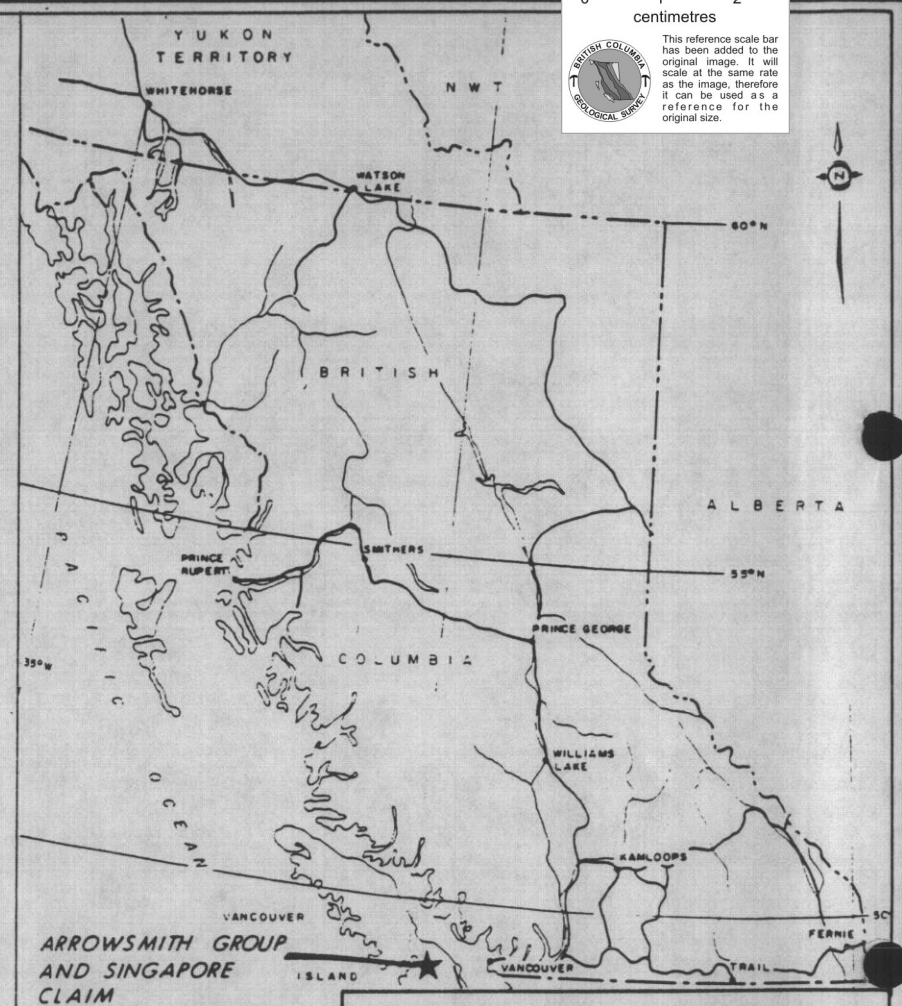 centimetres
This reference scale bar
has been added to the
original image. It will
scale at the same rate
as the image, therefore
it can be used as a
reference for the
original size.
BRITISH COLUMBIA
GEOLOGICAL SURVEY
YUKON
TERRITORY
NWT
WHITEHORSE
WATSON
LAKE
N
60°N
BRITISH
ALBERTA
PACIFIC
OCEAN
PRINCE
RUPERT
SMITHERS
55°N
PRINCE GEORGE
35°W
COLUMBIA
WILLIAMS
LAKE
KAMLOOPS
VANCOUVER
ISLAND
FERNIE
ARROWSMITH GROUP
AND SINGAPORE
CLAIM
VANCOUVER
TRAIL